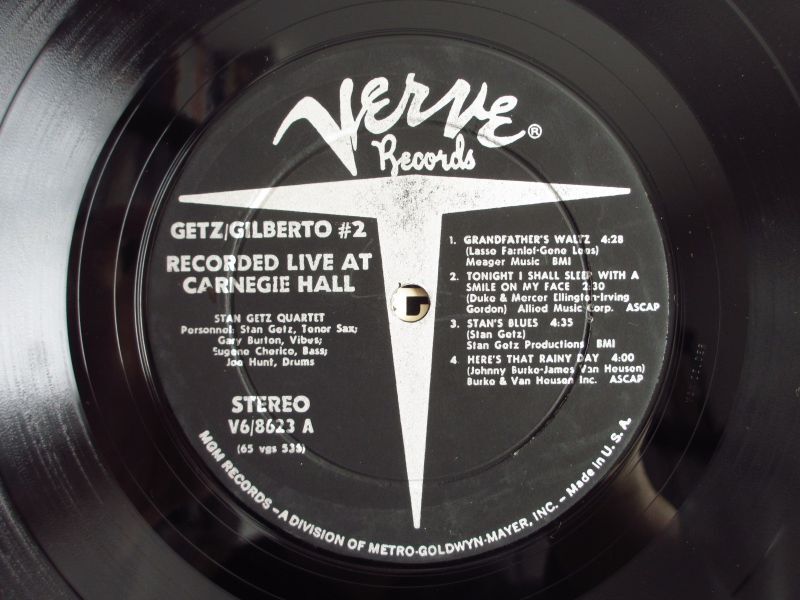 Verve®
Records
GETZ/GILBERTO #2
RECORDED LIVE AT
CARNEGIE HALL
STAN GETZ QUARTET
Personnel: Stan Getz, Tenor Sax;
Gary Burton, Vibes;
Eugene Cherico, Bass;
Joe Hunt, Drums
STEREO
V6/8623 A
(65 vgs 538)
1. GRANDFATHER'S WALTZ 4:28
(Lasse Farnlof-Gene Lees)
Meager Music BMI
2. TONIGHT I SHALL SLEEP WITH A
SMILE ON MY FACE 2:30
(Duke & Mercer Ellington-Irving
Gordon) Allied Music Corp. ASCAP
3. STAN'S BLUES 4:35
(Stan Getz)
Stan Getz Productions BMI
4. HERE'S THAT RAINY DAY 4:00
(Johnny Burke-James Van Heusen)
Burke & Van Heusen Inc. ASCAP
MGM RECORDS – A DIVISION OF METRO-GOLDWYN-MAYER, INC. – Made in U. S. A.